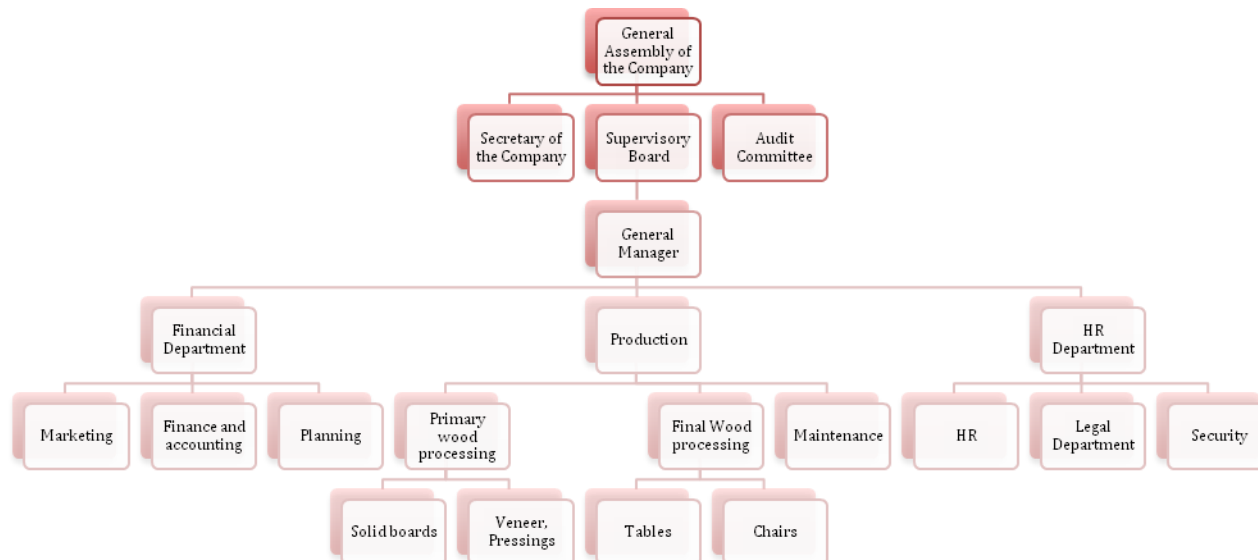 General
Assembly of
the Company
Secretary of
the Company
Supervisory
Board
Audit
Committee
General
Manager
Financial
Department
Production
HR
Department
Marketing
Finance and
accounting
Planning
Primary
wood
processing
Final Wood
processing
Maintenance
HR
Legal
Department
Security
Solid boards
Veneer,
Pressings
Tables
Chairs